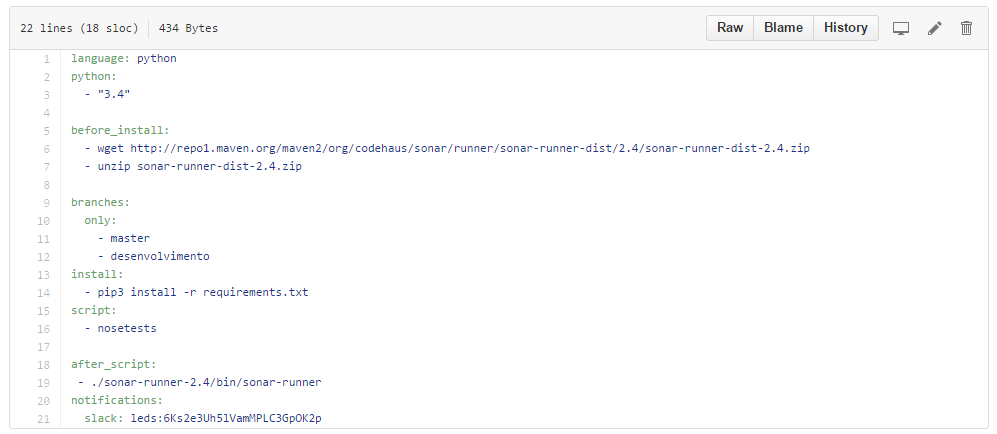 22 lines (18 sloc) 434 Bytes Raw Blame History
1 language: python
2 python:
3 - "3.4"
4
5 before_install:
6 - wget http://repo1.maven.org/maven2/org/codehaus/sonar/runner/sonar-runner-dist/2.4/sonar-runner-dist-2.4.zip
7 - unzip sonar-runner-dist-2.4.zip
8
9 branches:
10 only:
11 - master
12 - desenvolvimento
13 install:
14 - pip3 install -r requirements.txt
15 script:
16 - nosetests
17
18 after_script:
19 - ./sonar-runner-2.4/bin/sonar-runner
20 notifications:
21 slack: leds:6Ks2e3Uh5lVamMPLC3GpOK2p